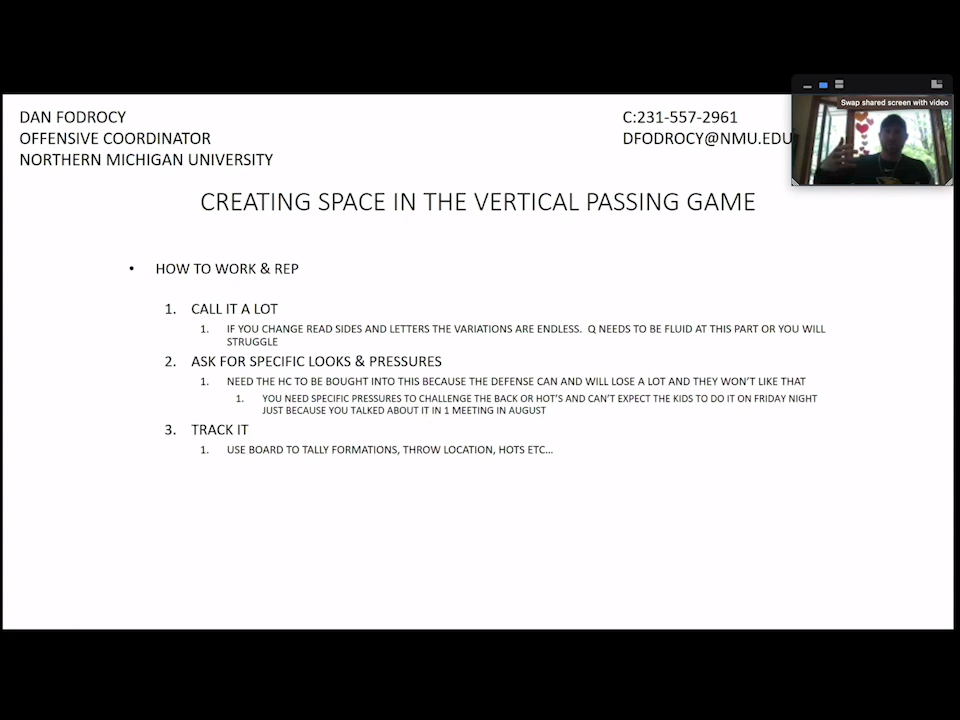 DAN FODROCY
OFFENSIVE COORDINATOR
NORTHERN MICHIGAN UNIVERSITY
C:231-557-2961
DFODROCY@NMU.EDU
Swap shared screen with video
CREATING SPACE IN THE VERTICAL PASSING GAME
• HOW TO WORK & REP
1. CALL IT A LOT
1. IF YOU CHANGE READ SIDES AND LETTERS THE VARIATIONS ARE ENDLESS. Q NEEDS TO BE FLUID AT THIS PART OR YOU WILL
STRUGGLE
2. ASK FOR SPECIFIC LOOKS & PRESSURES
1. NEED THE HC TO BE BOUGHT INTO THIS BECAUSE THE DEFENSE CAN AND WILL LOSE A LOT AND THEY WON'T LIKE THAT
1. YOU NEED SPECIFIC PRESSURES TO CHALLENGE THE BACK OR HOT'S AND CAN'T EXPECT THE KIDS TO DO IT ON FRIDAY NIGHT
JUST BECAUSE YOU TALKED ABOUT IT IN 1 MEETING IN AUGUST
3. TRACK IT
1. USE BOARD TO TALLY FORMATIONS, THROW LOCATION, HOTS ETC...